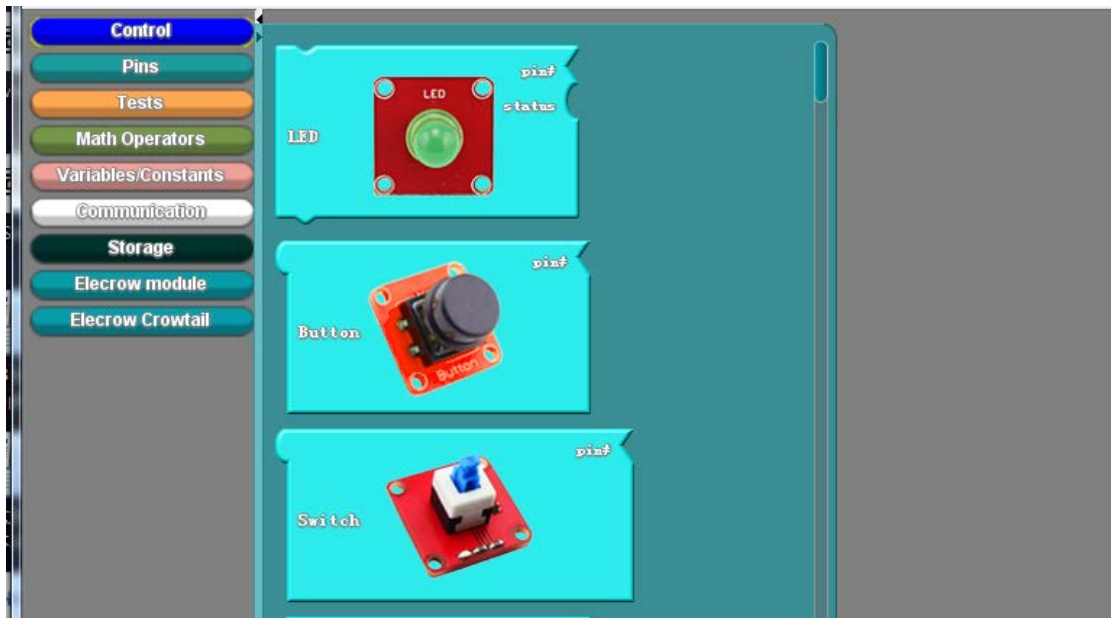 Control
Pins
Tests
Math Operators
Variables/Constants
Communication
Storage
Elecrow module
Elecrow Crowtail
pin#
LED
status
LED
pin#
Button
Button
pin#
Switch